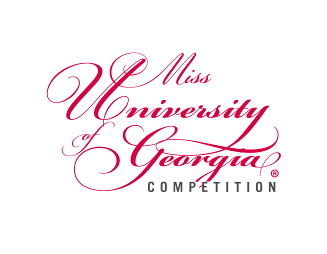 Miss
University
of Georgia®
COMPETITION